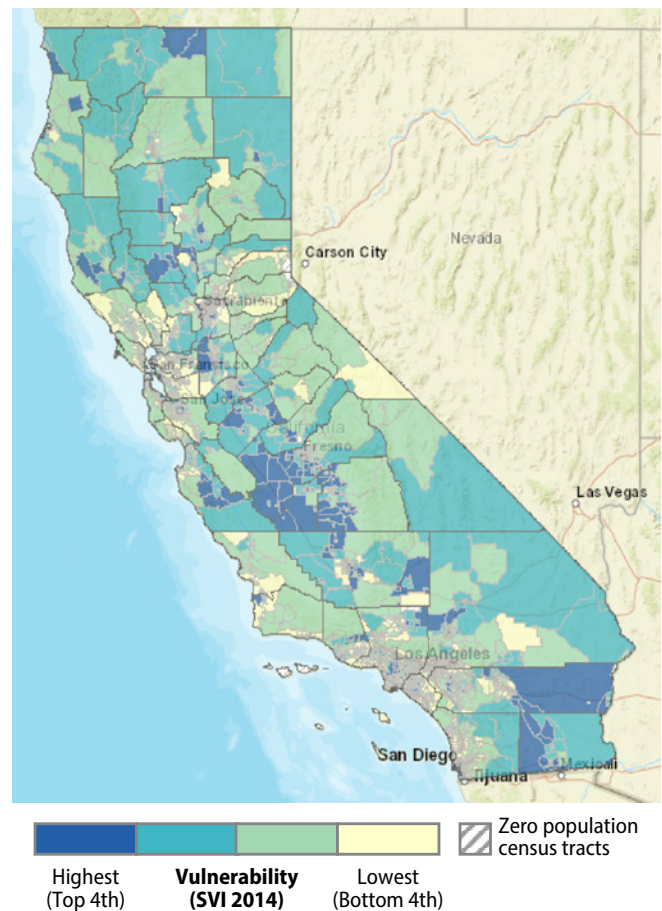 Carson City
Nevada
Sacramento
San Francisco
San Jose
California
Fresno
Las Vegas
Los Angeles
San Diego
Tijuana
Mexicali
Zero population
census tracts
Highest
(Top 4th)
Vulnerability
(SVI 2014)
Lowest
(Bottom 4th)